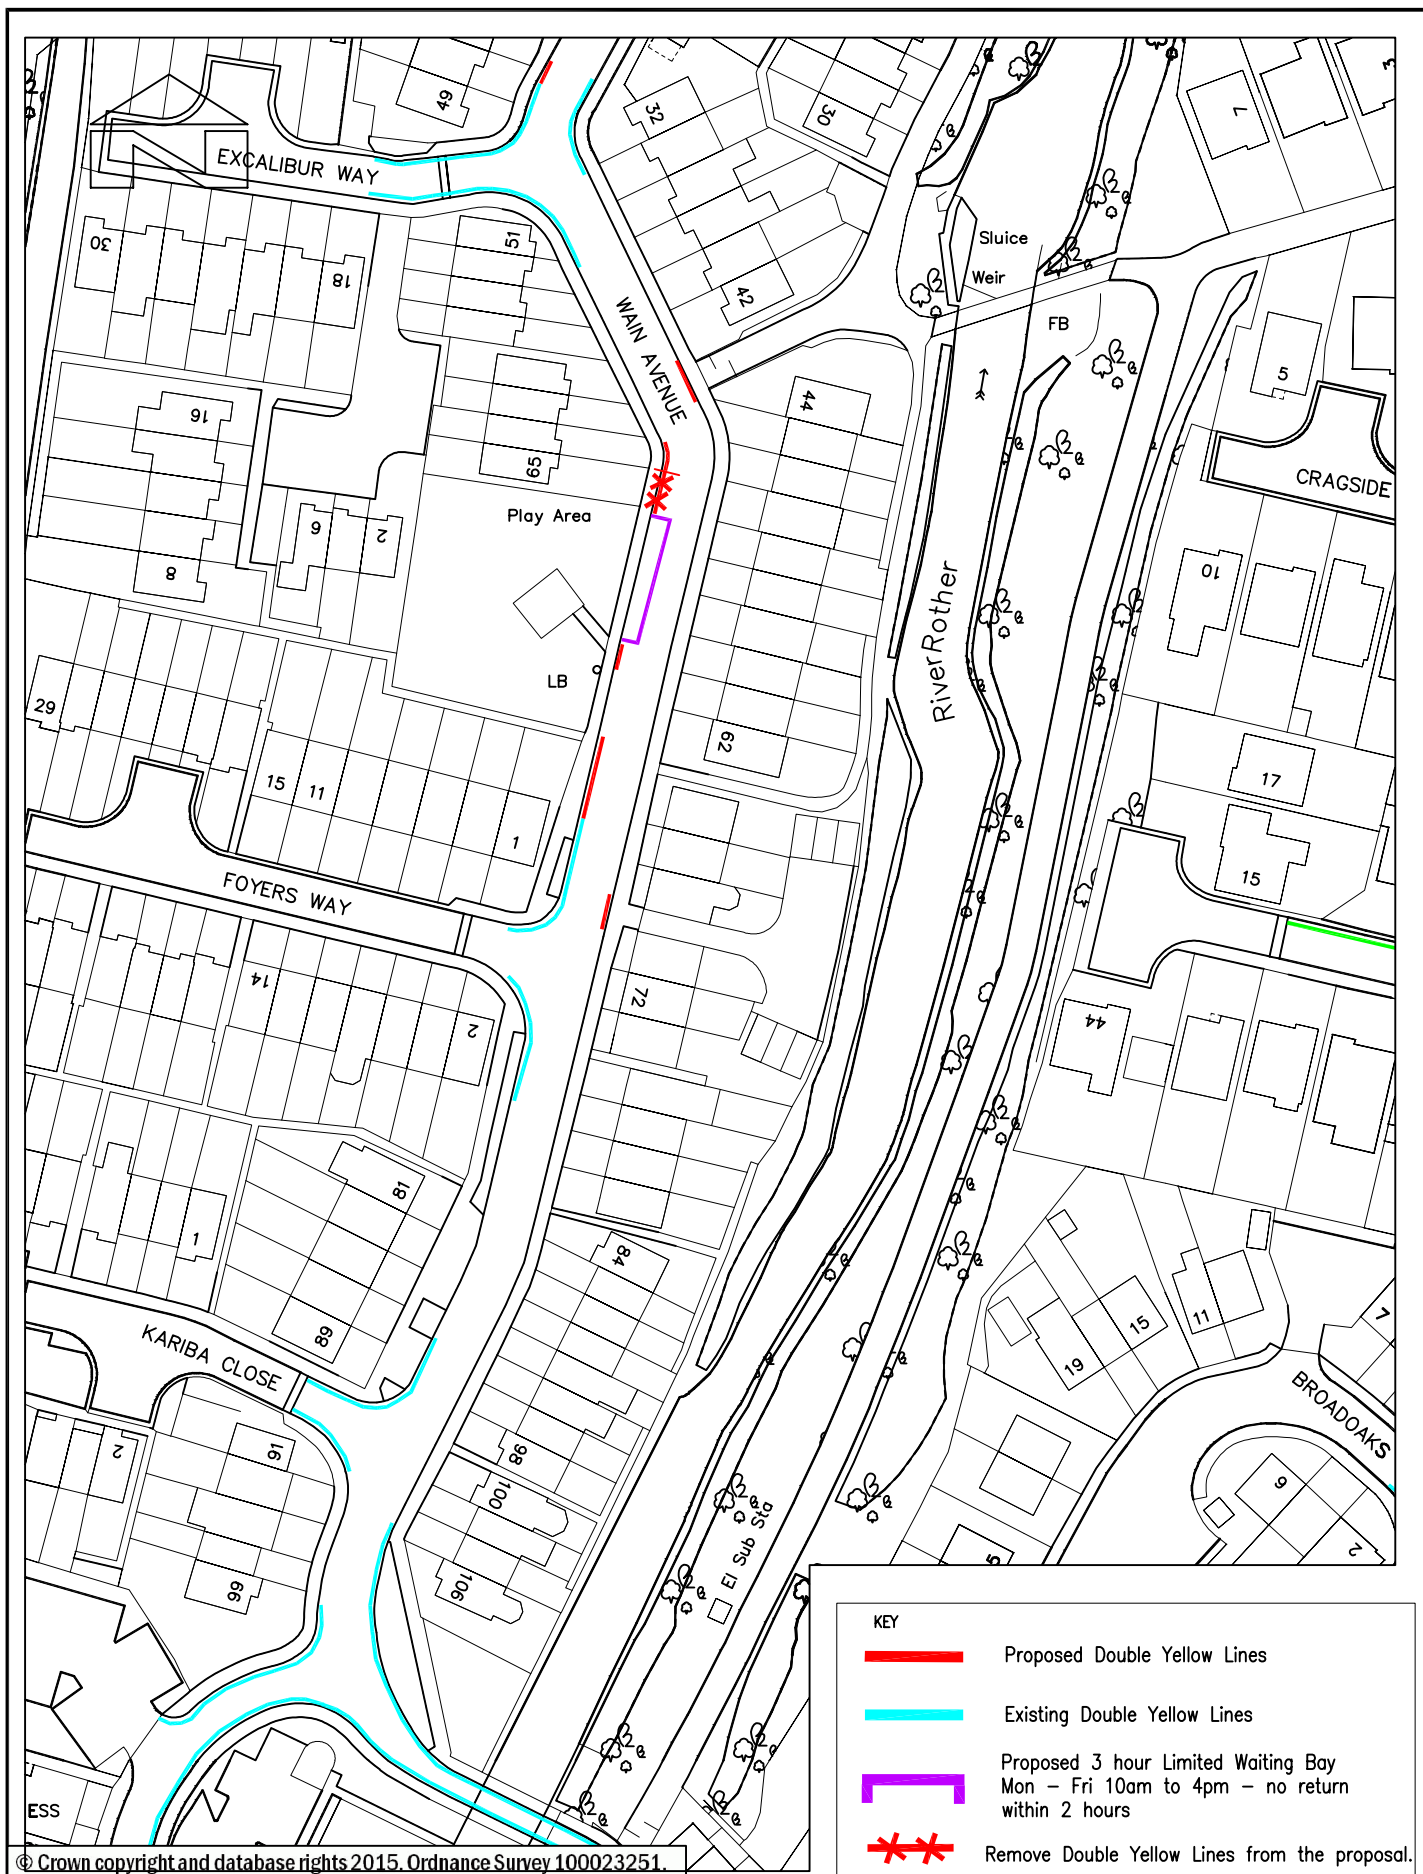 49
32
30
7
3
EXCALIBUR WAY
30
18
51
42
Sluice
Weir
FB
WAIN AVENUE
5
16
65
44
CRAGSIDE
Play Area
6
2
8
10
River Rother
LB
29
62
17
15
11
1
15
FOYERS WAY
14
2
72
44
81
1
84
89
KARIBA CLOSE
15
11
19
7
BROADOAKS
2
91
98
100
9
2
El Sub Sta
5
99
106
ESS
KEY
Proposed Double Yellow Lines
Existing Double Yellow Lines
Proposed 3 hour Limited Waiting Bay
Mon - Fri 10am to 4pm - no return
within 2 hours
Remove Double Yellow Lines from the proposal.
© Crown copyright and database rights 2015. Ordnance Survey 100023251.